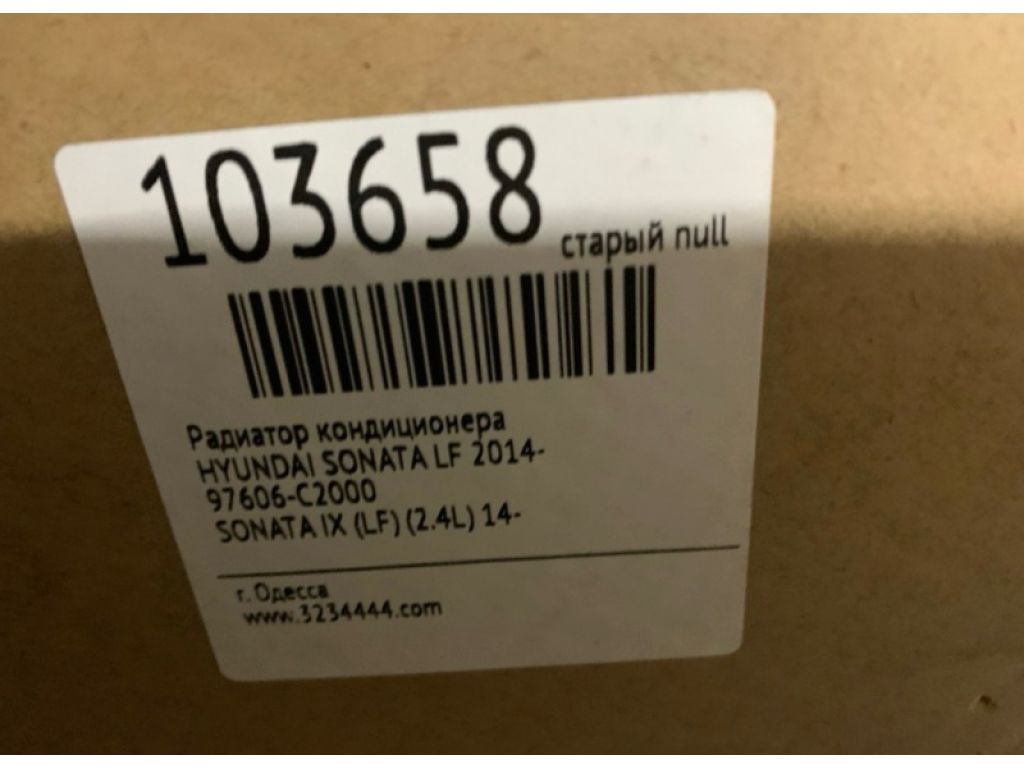 103658
старый null
Радиатор кондиционера
HYUNDAI SONATA LF 2014-
97606-C2000
SONATA IX (LF) (2.4L) 14-
г. Одесса
www.3234444.com